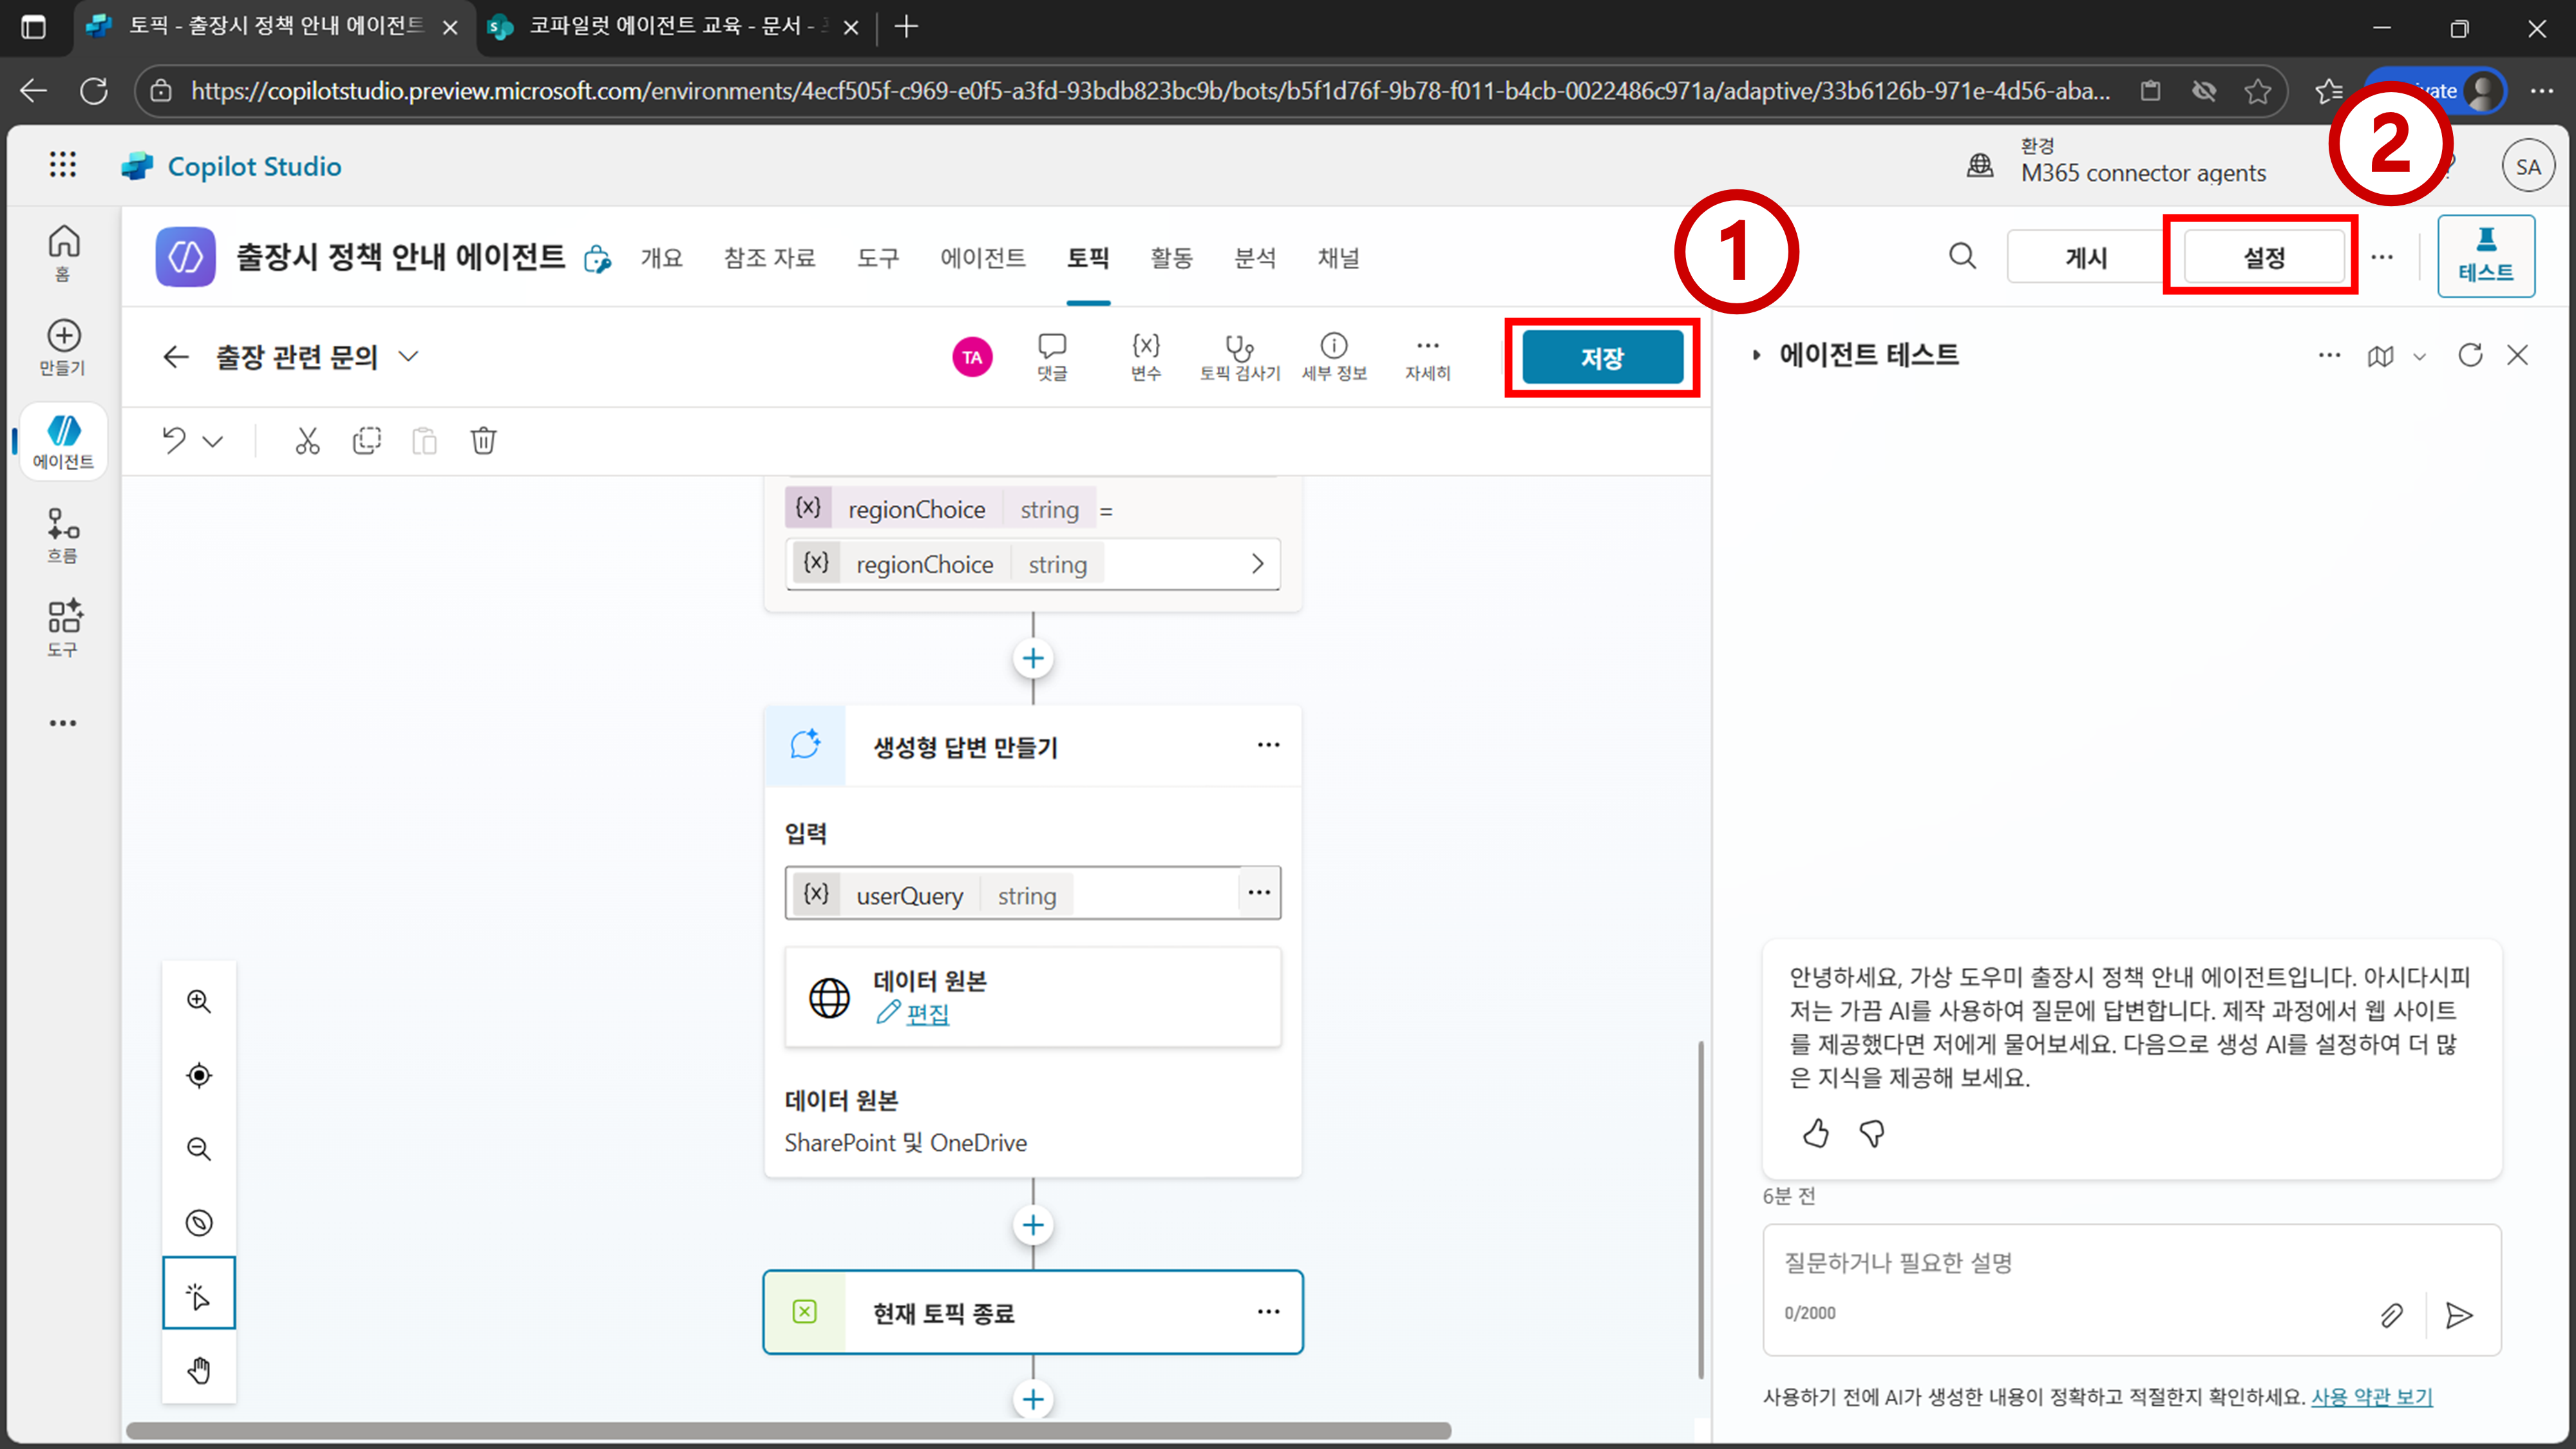 토픽 - 출장시 정책 안내 에이전트
코파일럿 에이전트 교육 - 문서 -
https://copilotstudio.preview.microsoft.com/environments/4ecf505f-c969-e0f5-a3fd-93bdb823bc9b/bots/b5f1d76f-9b78-f011-b4cb-0022486c971a/adaptive/33b6126b-971e-4d56-aba...
Copilot Studio
환경
M365 connector agents
2
SA
홈
만들기
에이전트
흐름
도구
출장시 정책 안내 에이전트
개요
참조 자료
도구
에이전트
토픽
활동
분석
채널
1
게시
설정
테스트
출장 관련 문의
TA
댓글
{x}
변수
토픽 검사기
세부 정보
자세히
저장
에이전트 테스트
{x} regionChoice string =
{x} regionChoice string
생성형 답변 만들기
입력
{x} userQuery string
데이터 원본
편집
데이터 원본
SharePoint 및 OneDrive
현재 토픽 종료
안녕하세요, 가상 도우미 출장시 정책 안내 에이전트입니다. 아시다시피
저는 가끔 AI를 사용하여 질문에 답변합니다. 제작 과정에서 웹 사이트
를 제공했다면 저에게 물어보세요. 다음으로 생성 AI를 설정하여 더 많
은 지식을 제공해 보세요.
6분 전
질문하거나 필요한 설명
0/2000
사용하기 전에 AI가 생성한 내용이 정확하고 적절한지 확인하세요. 사용 약관 보기